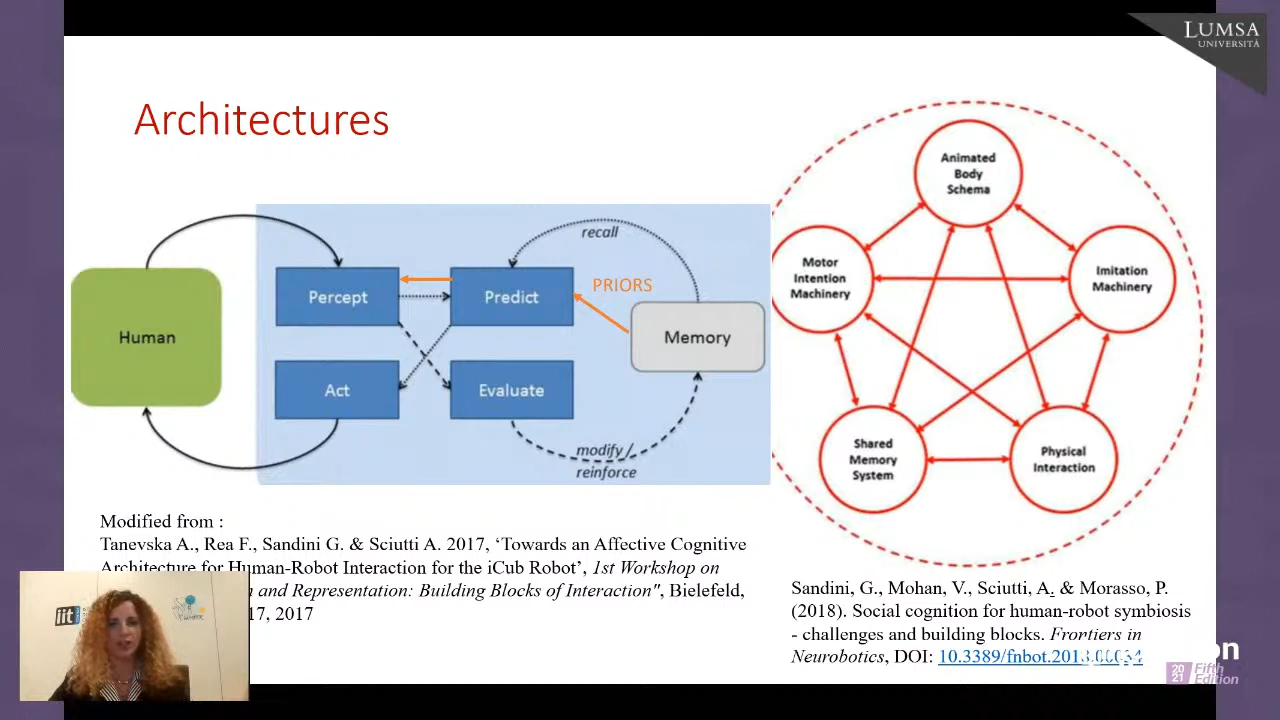 LUMSA
UNIVERSITÀ
Architectures
Human
Percept
Predict
Act
Evaluate
recall
PRIORS
Memory
modify /
reinforce
Animated
Body
Schema
Motor
Intention
Machinery
Imitation
Machinery
Shared
Memory
System
Physical
Interaction
Modified from :
Tanevska A., Rea F., Sandini G. & Sciutti A. 2017, ‘Towards an Affective Cognitive
Architecture for Human-Robot Interaction for the iCub Robot’, 1st Workshop on
and Representation: Building Blocks of Interaction", Bielefeld,
17, 2017
Sandini, G., Mohan, V., Sciutti, A. & Morasso, P.
(2018). Social cognition for human-robot symbiosis
- challenges and building blocks. Frontiers in
Neurobotics, DOI: 10.3389/fnbot.2018.00034
iit
20
21
Fifth
Edition